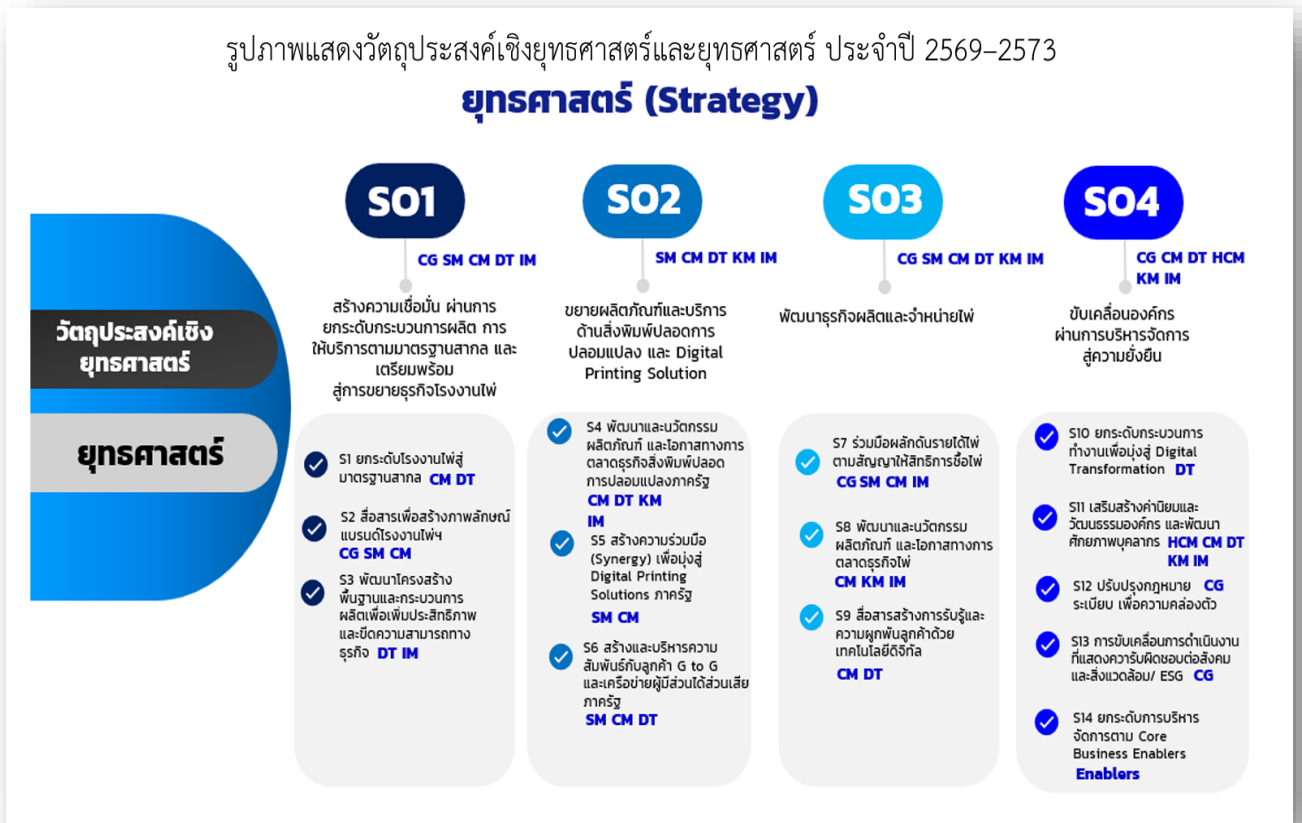 รูปภาพแสดงวัตถุประสงค์เชิงยุทธศาสตร์และยุทธศาสตร์ ประจำปี 2569–2573
ยุทธศาสตร์ (Strategy)
วัตถุประสงค์เชิง
ยุทธศาสตร์
ยุทธศาสตร์
SO1
CG SM CM DT IM
สร้างความเชื่อมั่น ผ่านการ
ยกระดับกระบวนการผลิต การ
ให้บริการตามมาตรฐานสากล และ
เตรียมพร้อม
สู่การขยายธุรกิจโรงงานไพ่
S1 ยกระดับโรงงานไพ่สู่
มาตรฐานสากล CM DT
S2 สื่อสารเพื่อสร้างภาพลักษณ์
แบรนด์โรงงานไพ่ฯ
CG SM CM
S3 พัฒนาโครงสร้าง
พื้นฐานและกระบวนการ
ผลิตเพื่อเพิ่มประสิทธิภาพ
และขีดความสามารถทาง
ธุรกิจ DT IM
SO2
SM CM DT KM IM
ขยายผลิตภัณฑ์และบริการ
ด้านสิ่งพิมพ์ปลอดการ
ปลอมแปลง และ Digital
Printing Solution
S4 พัฒนาและนวัตกรรม
ผลิตภัณฑ์ และโอกาสทางการ
ตลาดธุรกิจสิ่งพิมพ์ปลอด
การปลอมแปลงภาครัฐ
CM DT KM
IM
S5 สร้างความร่วมมือ
(Synergy) เพื่อมุ่งสู่
Digital Printing
Solutions ภาครัฐ
SM CM
S6 สร้างและบริหารความ
สัมพันธ์กับลูกค้า G to G
และเครือข่ายผู้มีส่วนได้ส่วนเสีย
ภาครัฐ
SM CM DT
SO3
CG SM CM DT KM IM
พัฒนาธุรกิจผลิตและจำหน่ายไพ่
S7 ร่วมมือผลักดันรายได้ไพ่
ตามสัญญาให้สิทธิการซื้อไพ่
CG SM CM IM
S8 พัฒนาและนวัตกรรม
ผลิตภัณฑ์ และโอกาสทางการ
ตลาดธุรกิจไพ่
CM KM IM
S9 สื่อสารสร้างการรับรู้และ
ความผูกพันลูกค้าด้วย
เทคโนโลยีดิจิทัล
CM DT
SO4
CG CM DT HCM
KM IM
ขับเคลื่อนองค์กร
ผ่านการบริหารจัดการ
สู่ความยั่งยืน
S10 ยกระดับกระบวนการ
ทำงานเพื่อมุ่งสู่ Digital
Transformation DT
S11 เสริมสร้างค่านิยมและ
วัฒนธรรมองค์กร และพัฒนา
ศักยภาพบุคลากร HCM CM DT
KM IM
S12 ปรับปรุงกฎหมาย CG
ระเบียบ เพื่อความคล่องตัว
S13 การขับเคลื่อนการดำเนินงาน
ที่แสดงความรับผิดชอบต่อสังคม
และสิ่งแวดล้อม/ ESG CG
S14 ยกระดับการบริหาร
จัดการตาม Core
Business Enablers
Enablers